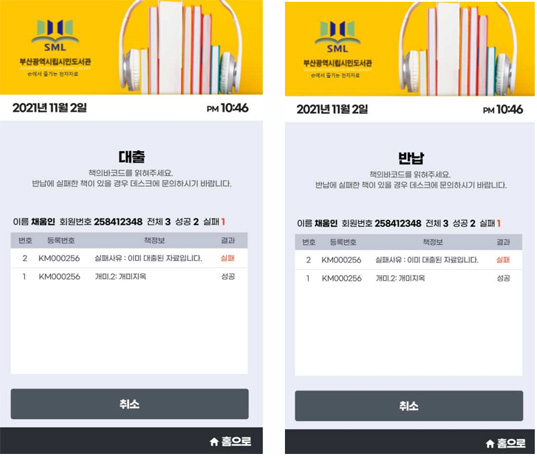 SML
부산광역시립시민도서관
손에서 즐기는 전자자료
2021년 11월 2일
PM 10:46
대출
책의바코드를 읽혀주세요.
반납에 실패한 책이 있을 경우 데스크에 문의하시기 바랍니다.
이름 채움인 회원번호 258412348 전체 3 성공 2 실패 1
번호 등록번호 책정보 결과
2 KM000256 실패사유 : 이미 대출된 자료입니다. 실패
1 KM000256 개미.2: 개미지옥 성공
취소
홈으로
SML
부산광역시립시민도서관
손에서 즐기는 전자자료
2021년 11월 2일
PM 10:46
반납
책의바코드를 읽혀주세요.
반납에 실패한 책이 있을 경우 데스크에 문의하시기 바랍니다.
이름 채움인 회원번호 258412348 전체 3 성공 2 실패 1
번호 등록번호 책정보 결과
2 KM000256 실패사유 : 이미 대출된 자료입니다. 실패
1 KM000256 개미.2: 개미지옥 성공
취소
홈으로